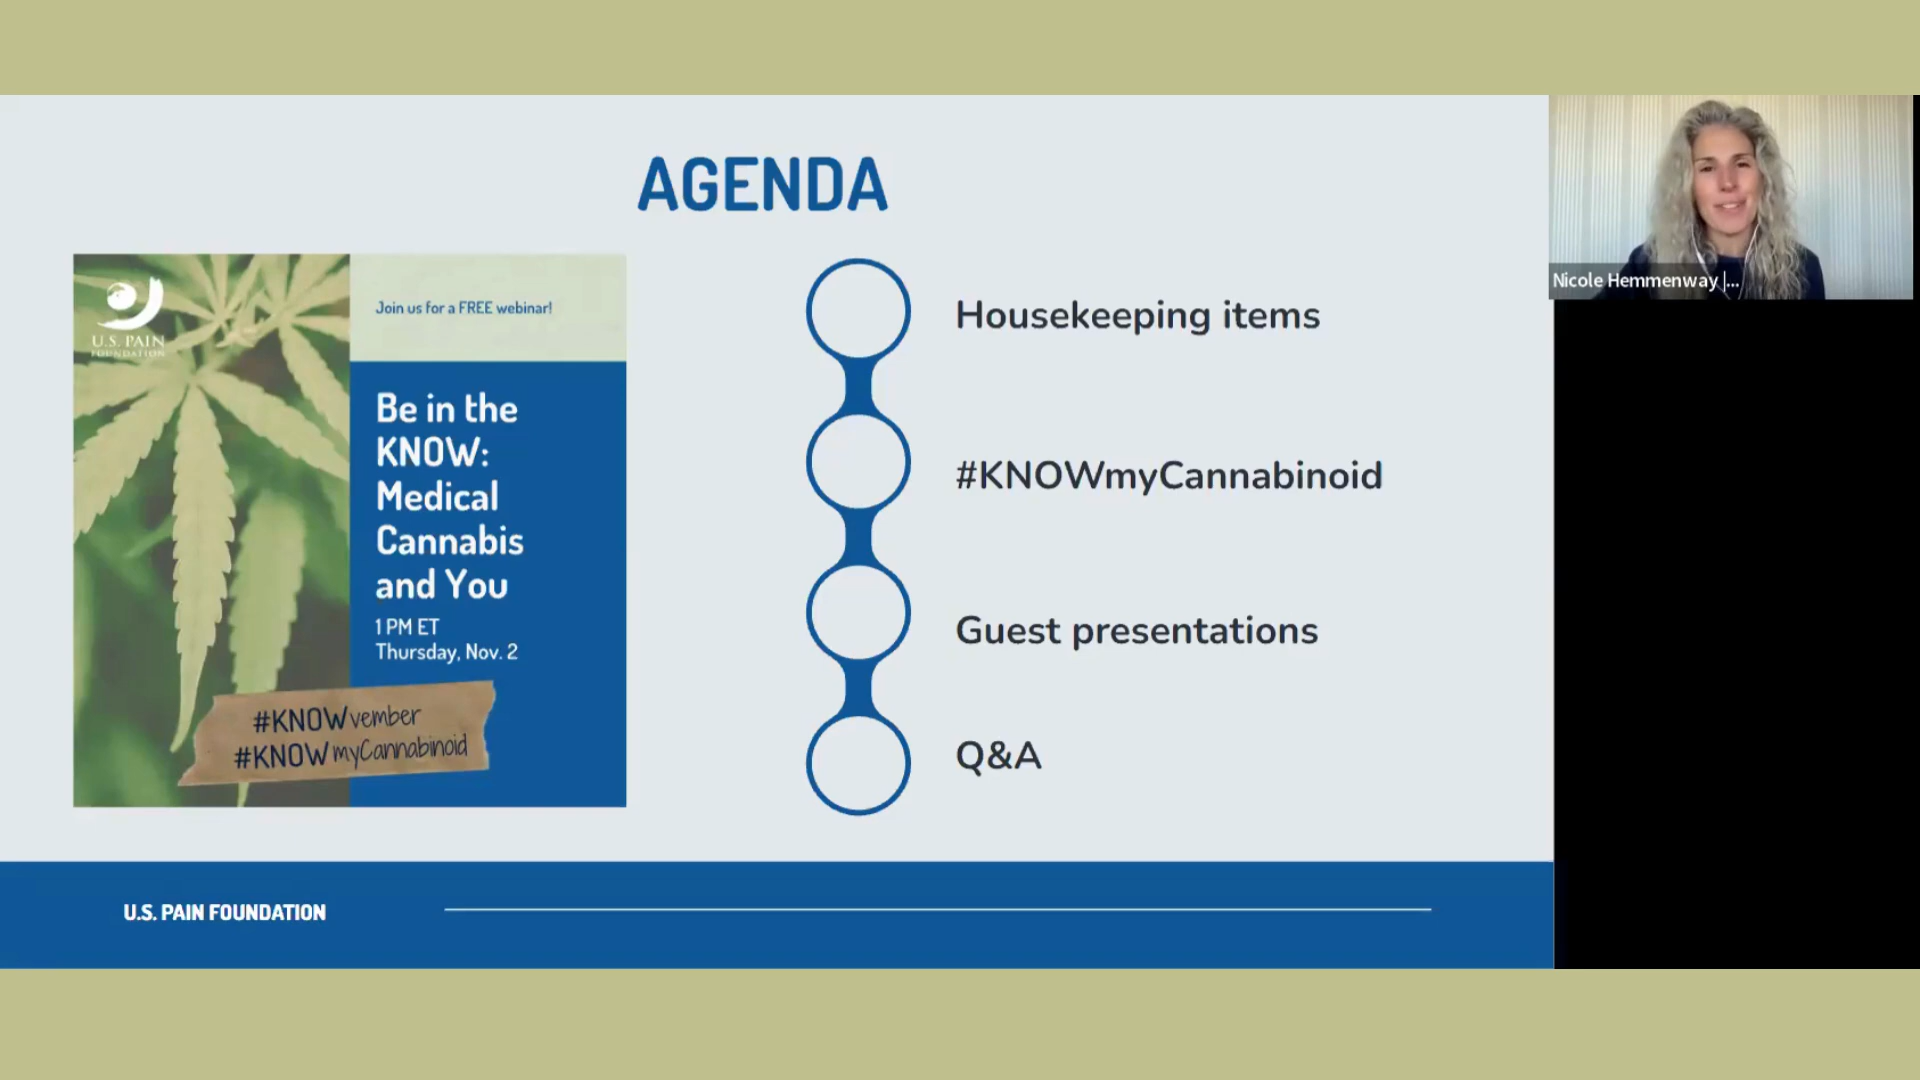 AGENDA
U.S. PAIN
FOUNDATION
Join us for a FREE webinar!
Be in the
KNOW:
Medical
Cannabis
and You
1 PM ET
Thursday, Nov. 2
#KNOWvember
#KNOWmyCannabinoid
Housekeeping items
#KNOWmyCannabinoid
Guest presentations
Q&A
Nicole Hemmenway |...
U.S. PAIN FOUNDATION